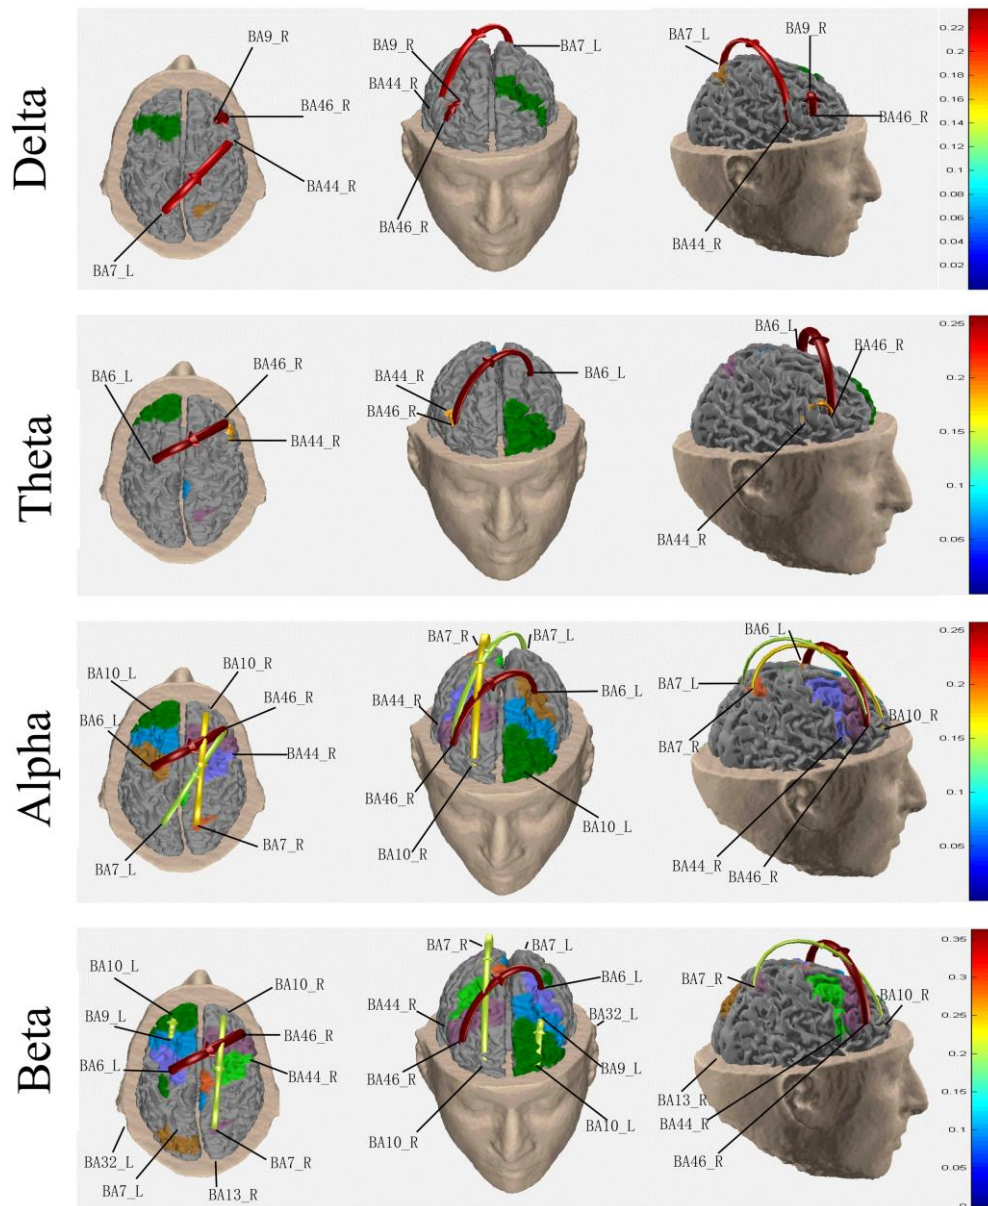 Delta
BA9_R
BA46_R
BA44_R
BA7_L
BA9_R
BA7_L
BA44_R
BA46_R
BA7_L
BA9_R
BA46_R
BA44_R
0.22
0.2
0.18
0.16
0.14
0.12
0.1
0.08
0.06
0.04
0.02
Theta
BA6_L
BA46_R
BA44_R
BA44_R
BA46_R
BA6_L
BA6_L
BA46_R
BA44_R
0.25
0.2
0.15
0.1
0.05
Alpha
BA10_L
BA10_R
BA46_R
BA6_L
BA44_R
BA7_L
BA7_R
BA7_R
BA7_L
BA44_R
BA6_L
BA46_R
BA10_R
BA10_L
BA6_L
BA7_L
BA10_R
BA7_R
BA44_R
BA46_R
0.25
0.2
0.15
0.1
0.05
Beta
BA10_L
BA10_R
BA9_L
BA46_R
BA6_L
BA44_R
BA32_L
BA7_L
BA13_R
BA7_R
BA7_R
BA7_L
BA44_R
BA6_L
BA32_L
BA46_R
BA9_L
BA10_R
BA10_L
BA7_R
BA10_R
BA13_R
BA44_R
BA46_R
0.35
0.3
0.25
0.2
0.15
0.1
0.05
0